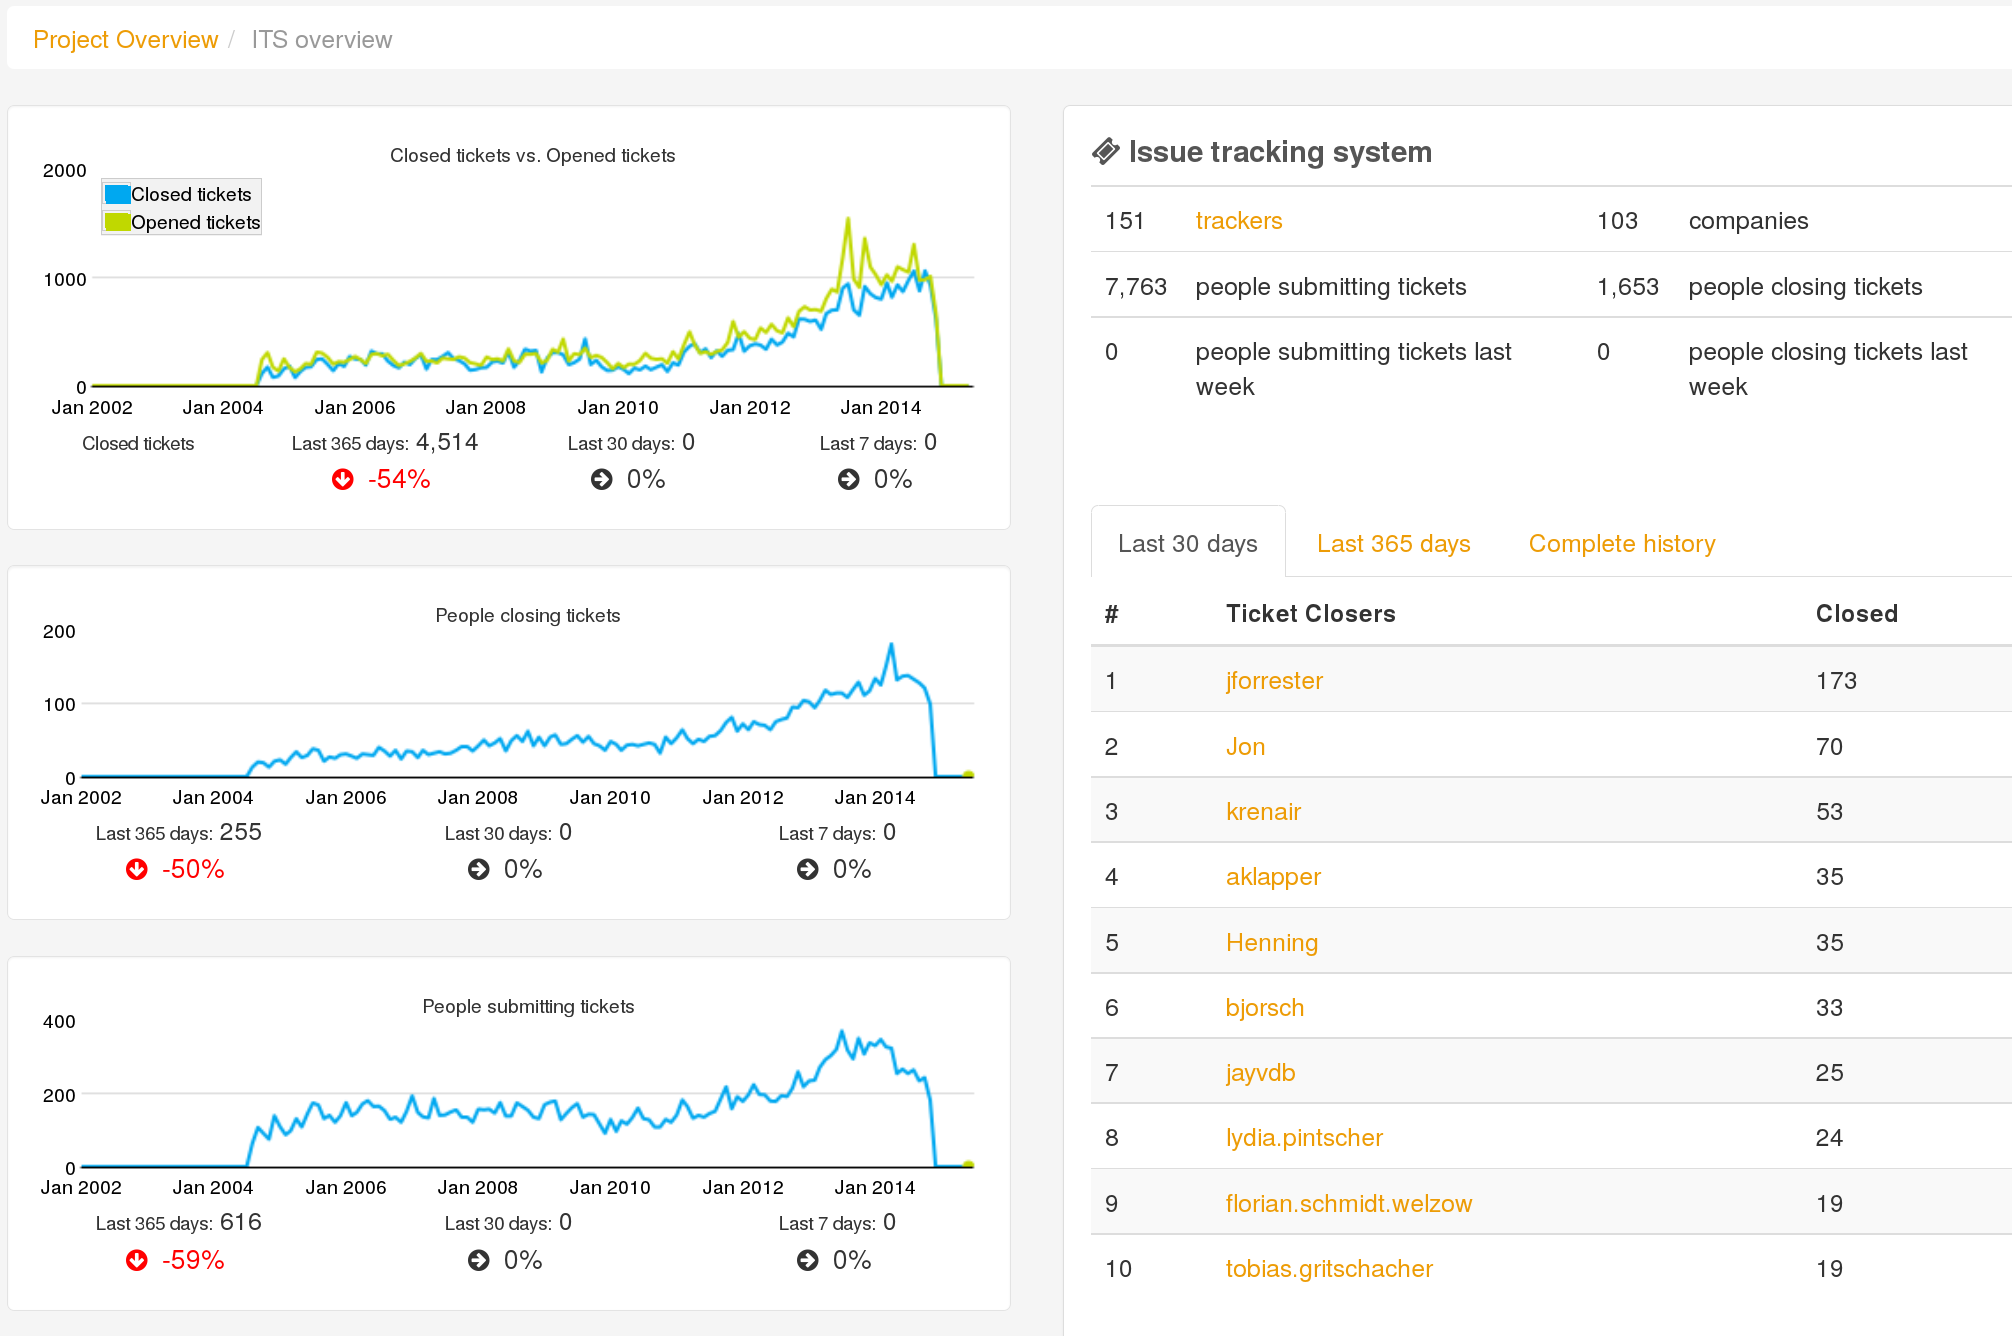 Project Overview / ITS overview
Closed tickets vs. Opened tickets
2000
Closed tickets
Opened tickets
1000
0
Jan 2002 Jan 2004 Jan 2006 Jan 2008 Jan 2010 Jan 2012 Jan 2014
Closed tickets Last 365 days: 4,514 Last 30 days: 0 Last 7 days: 0
-54% 0% 0%
People closing tickets
200
100
0
Jan 2002 Jan 2004 Jan 2006 Jan 2008 Jan 2010 Jan 2012 Jan 2014
Last 365 days: 255 Last 30 days: 0 Last 7 days: 0
-50% 0% 0%
People submitting tickets
400
200
0
Jan 2002 Jan 2004 Jan 2006 Jan 2008 Jan 2010 Jan 2012 Jan 2014
Last 365 days: 616 Last 30 days: 0 Last 7 days: 0
-59% 0% 0%
Issue tracking system
151 trackers 103 companies
7,763 people submitting tickets 1,653 people closing tickets
0 people submitting tickets last week 0 people closing tickets last week
Last 30 days Last 365 days Complete history
# Ticket Closers Closed
1 jforrester 173
2 Jon 70
3 krenair 53
4 aklapper 35
5 Henning 35
6 bjorsch 33
7 jayvdb 25
8 lydia.pintscher 24
9 florian.schmidt.welzow 19
10 tobias.gritschacher 19